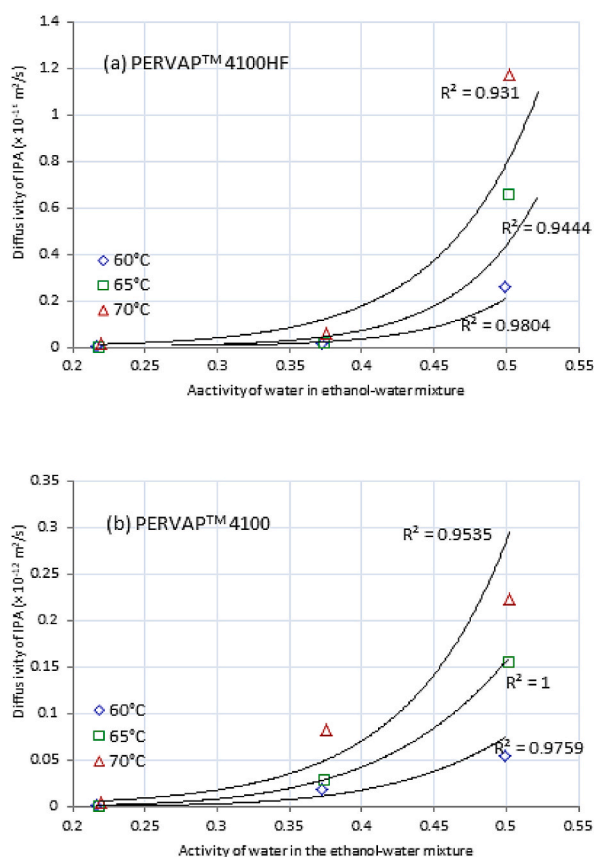 Diffusivity of IPA (× m²/s)
1.4
1.2
1
0.8
0.6
0.4
0.2
0
(a) PERVAP™ 4100HF
R² = 0.931
R² = 0.9444
R² = 0.9804
60°C
65°C
70°C
0.2 0.25 0.3 0.35 0.4 0.45 0.5 0.55
Aactivity of water in ethanol-water mixture
Diffusivity of IPA (× 10⁻¹² m²/s)
0.35
0.3
0.25
0.2
0.15
0.1
0.05
0
(b) PERVAP™ 4100
R² = 0.9535
R² = 1
R² = 0.9759
60°C
65°C
70°C
0.2 0.25 0.3 0.35 0.4 0.45 0.5 0.55
Activity of water in the ethanol-water mixture